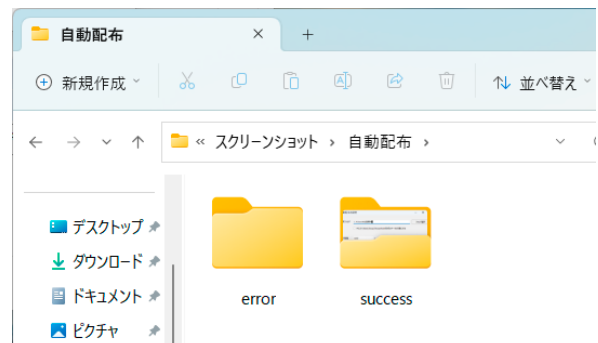 自動配布
新規作成
並べ替え
« スクリーンショット › 自動配布 ›
デスクトップ
ダウンロード
ドキュメント
ピクチャ
error
success